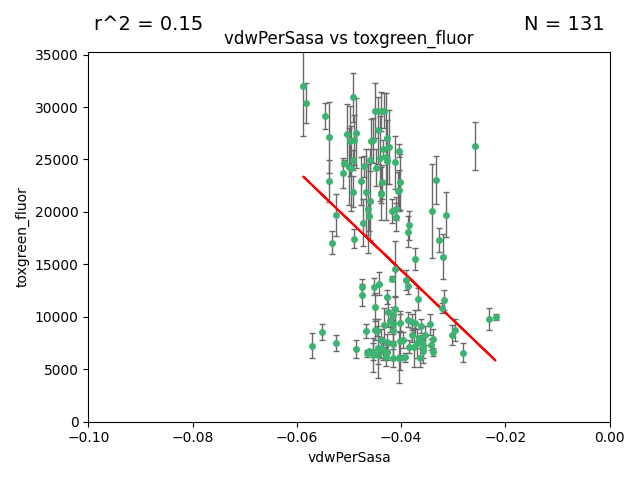 r^2 = 0.15
N = 131
vdwPerSasa vs toxgreen_fluor
35000
30000
25000
20000
15000
10000
5000
0
toxgreen_fluor
−0.10
−0.08
−0.06
−0.04
−0.02
0.00
vdwPerSasa